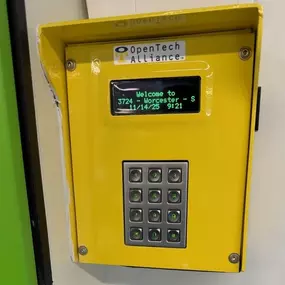 OpenTech
Alliance
Welcome to
3724 - Worcester - S
11/14/25 9:21